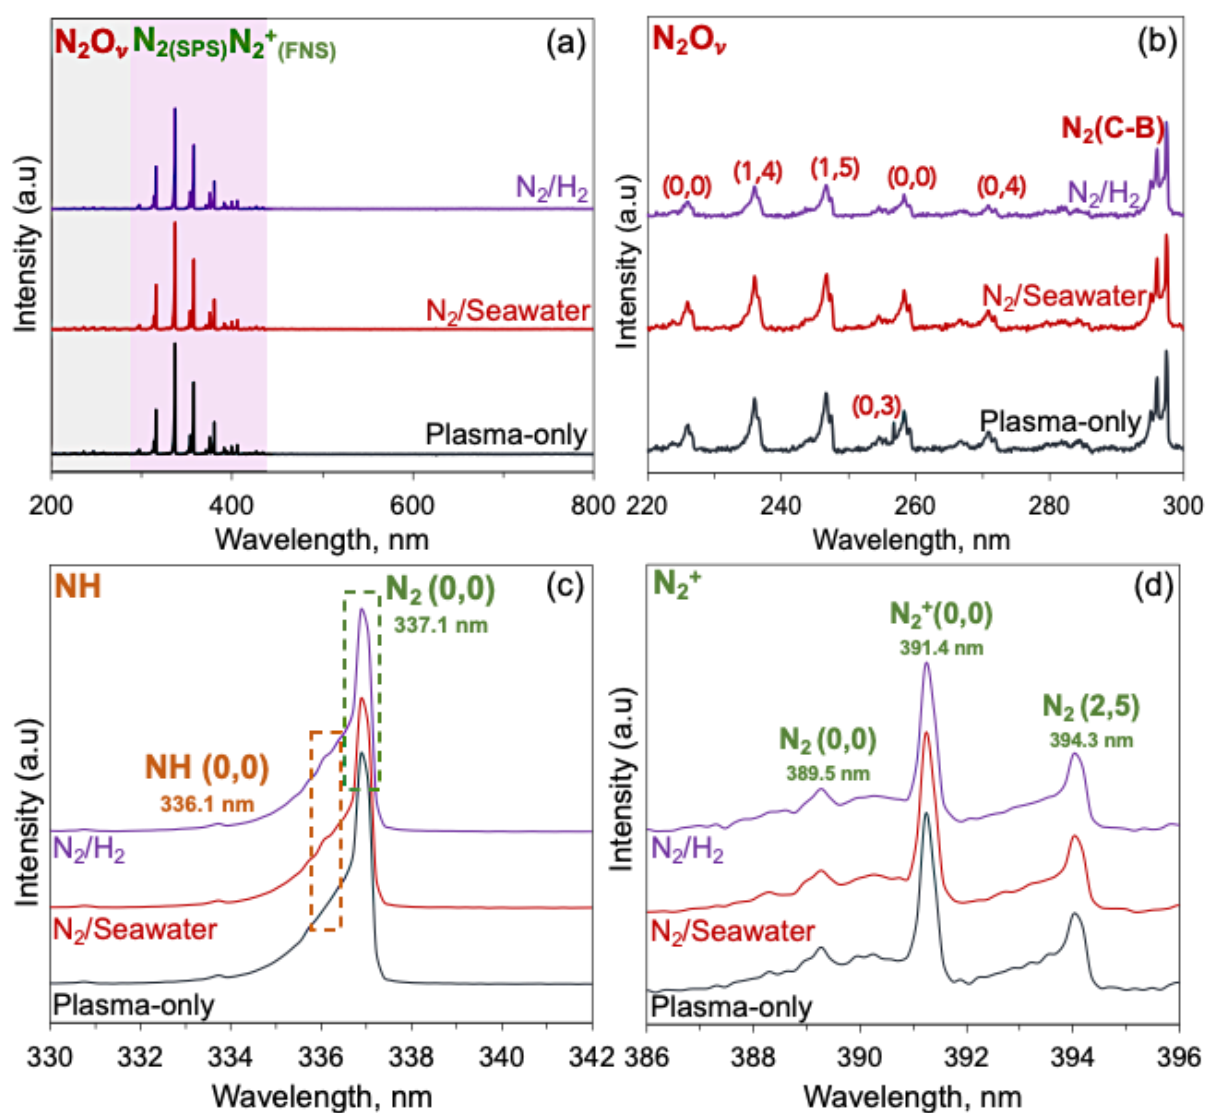 N₂Oᵥ N₂(SPS) N₂⁺(FNS) (a)
N₂/H₂
N₂/Seawater
Plasma-only
Intensity (a.u)
200 400 600 800
Wavelength, nm
N₂Oᵥ (b)
N₂(C-B)
(0,0) (1,4) (1,5) (0,0) (0,4)
N₂/H₂
N₂/Seawater
(0,3)
Plasma-only
Intensity (a.u)
220 240 260 280 300
Wavelength, nm
NH (c)
N₂ (0,0)
337.1 nm
NH (0,0)
336.1 nm
N₂/H₂
N₂/Seawater
Plasma-only
Intensity (a.u)
330 332 334 336 338 340 342
Wavelength, nm
N₂⁺ (d)
N₂⁺(0,0)
391.4 nm
N₂ (2,5)
394.3 nm
N₂ (0,0)
389.5 nm
N₂/H₂
N₂/Seawater
Plasma-only
Intensity (a.u)
386 388 390 392 394 396
Wavelength, nm